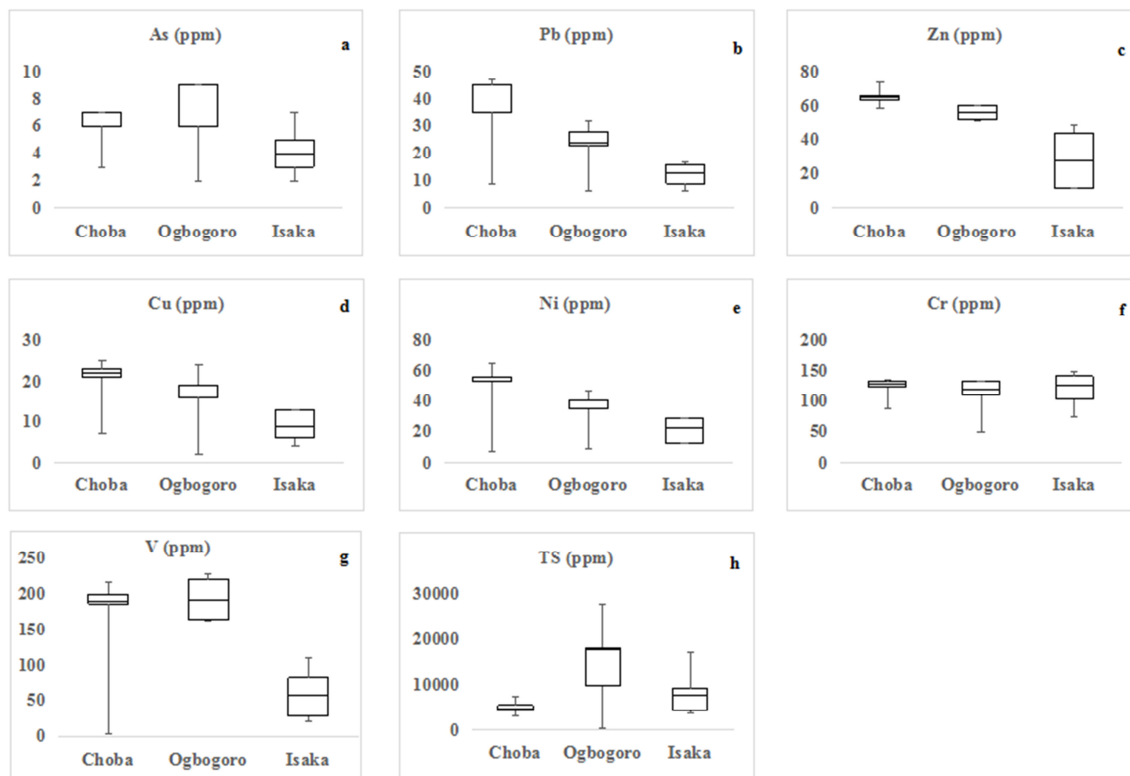 As (ppm)
a
10
8
6
4
2
0
Choba Ogbogoro Isaka
Pb (ppm)
b
50
40
30
20
10
0
Choba Ogbogoro Isaka
Zn (ppm)
c
80
60
40
20
0
Choba Ogbogoro Isaka
Cu (ppm)
d
30
20
10
0
Choba Ogbogoro Isaka
Ni (ppm)
e
80
60
40
20
0
Choba Ogbogoro Isaka
Cr (ppm)
f
200
150
100
50
0
Choba Ogbogoro Isaka
V (ppm)
g
250
200
150
100
50
0
Choba Ogbogoro Isaka
TS (ppm)
h
30000
20000
10000
0
Choba Ogbogoro Isaka